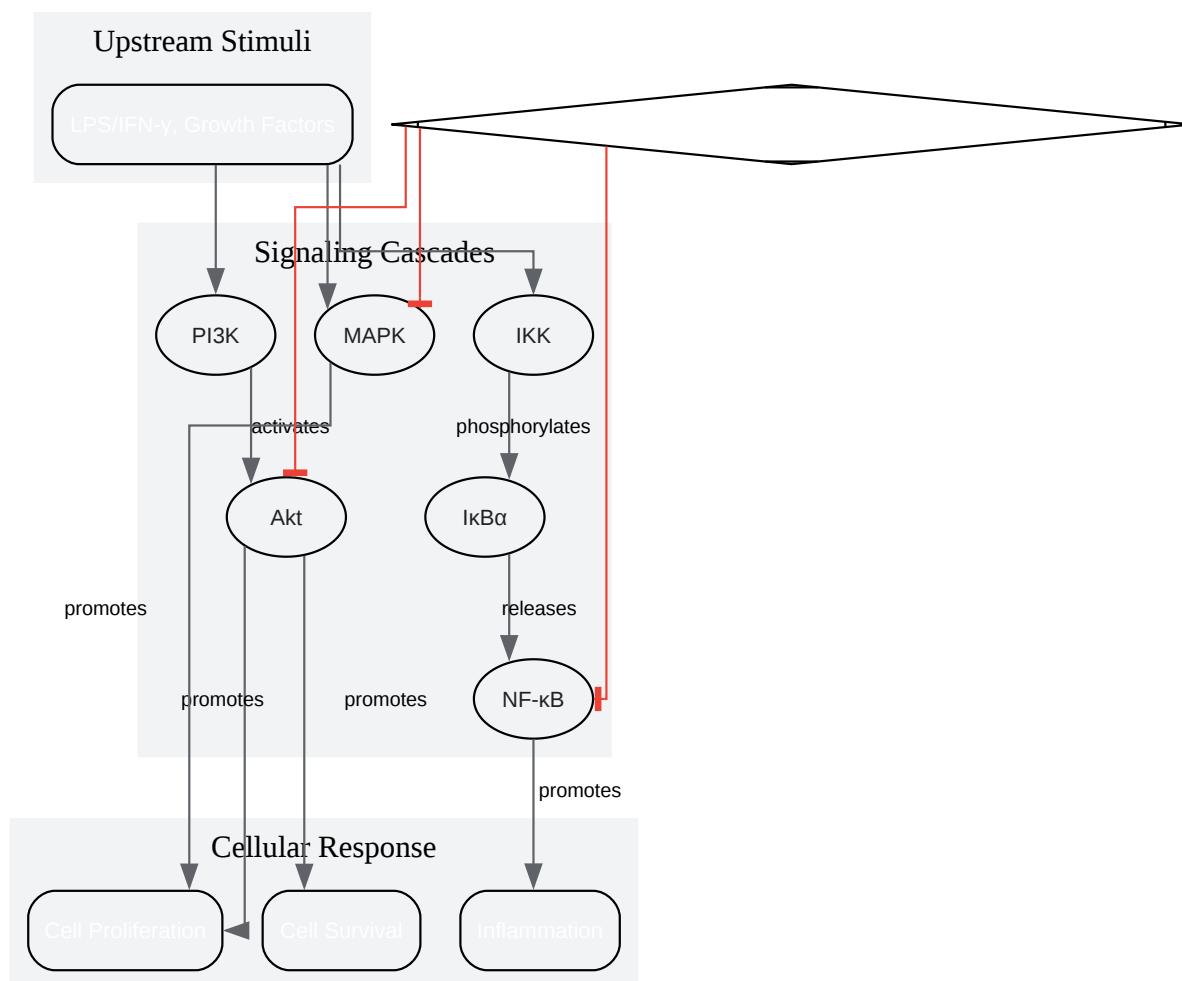 Upstream Stimuli
LPS/IFN-γ, Growth Factors
Signaling Cascades
PI3K
MAPK
IKK
activates
phosphorylates
Akt
IκBα
promotes
releases
promotes
promotes
NF-κB
promotes
Cellular Response
Cell Proliferation
Cell Survival
Inflammation